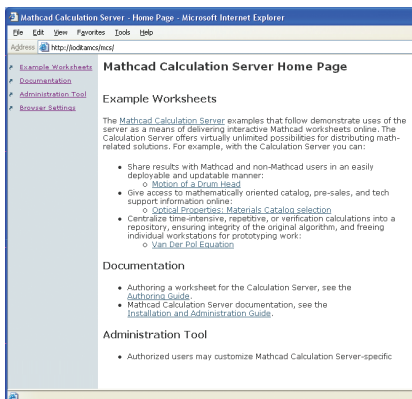 Mathcad Calculation Server - Home Page - Microsoft Internet Explorer
File Edit View Favorites Tools Help
Address http://loditamcs/mcs/
Example Worksheets
Documentation
Administration Tool
Browser Settings
Mathcad Calculation Server Home Page
Example Worksheets
The Mathcad Calculation Server examples that follow demonstrate uses of the
server as a means of delivering interactive Mathcad worksheets online. The
Calculation Server offers virtually unlimited possibilities for distributing math-
related solutions. For example, with the Calculation Server you can:
• Share results with Mathcad and non-Mathcad users in an easily
deployable and updatable manner:
o Motion of a Drum Head
• Give access to mathematically oriented catalog, pre-sales, and tech
support information online:
o Optical Properties: Materials Catalog selection
• Centralize time-intensive, repetitive, or verification calculations into a
repository, ensuring integrity of the original algorithm, and freeing
individual workstations for prototyping work:
o Van Der Pol Equation
Documentation
• Authoring a worksheet for the Calculation Server, see the
Authoring Guide.
• Mathcad Calculation Server documentation, see the
Installation and Administration Guide.
Administration Tool
• Authorized users may customize Mathcad Calculation Server-specific